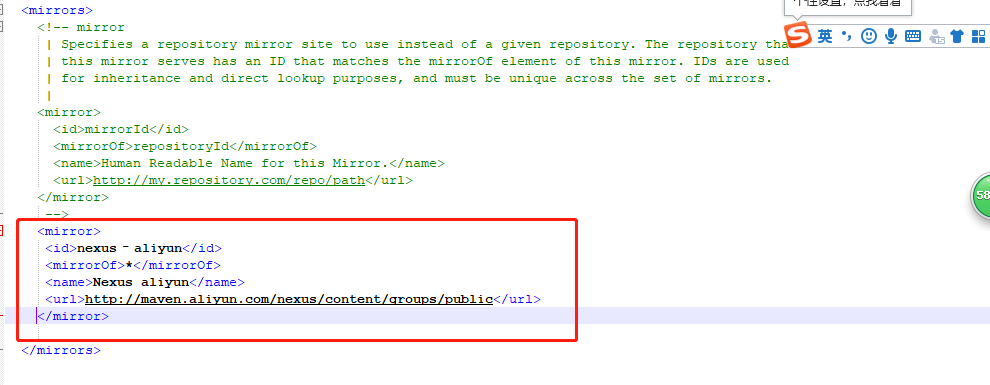 个性设置，点我看看
英
<mirrors>
<!-- mirror
| Specifies a repository mirror site to use instead of a given repository. The repository tha
| this mirror serves has an ID that matches the mirrorOf element of this mirror. IDs are used
| for inheritance and direct lookup purposes, and must be unique across the set of mirrors.
|
<mirror>
<id>mirrorId</id>
<mirrorOf>repositoryId</mirrorOf>
<name>Human Readable Name for this Mirror.</name>
<url>http://my.repository.com/repo/path</url>
</mirror>
-->
<mirror>
<id>nexus‐aliyun</id>
<mirrorOf>*</mirrorOf>
<name>Nexus aliyun</name>
<url>http://maven.aliyun.com/nexus/content/groups/public</url>
</mirror>
</mirrors>
58